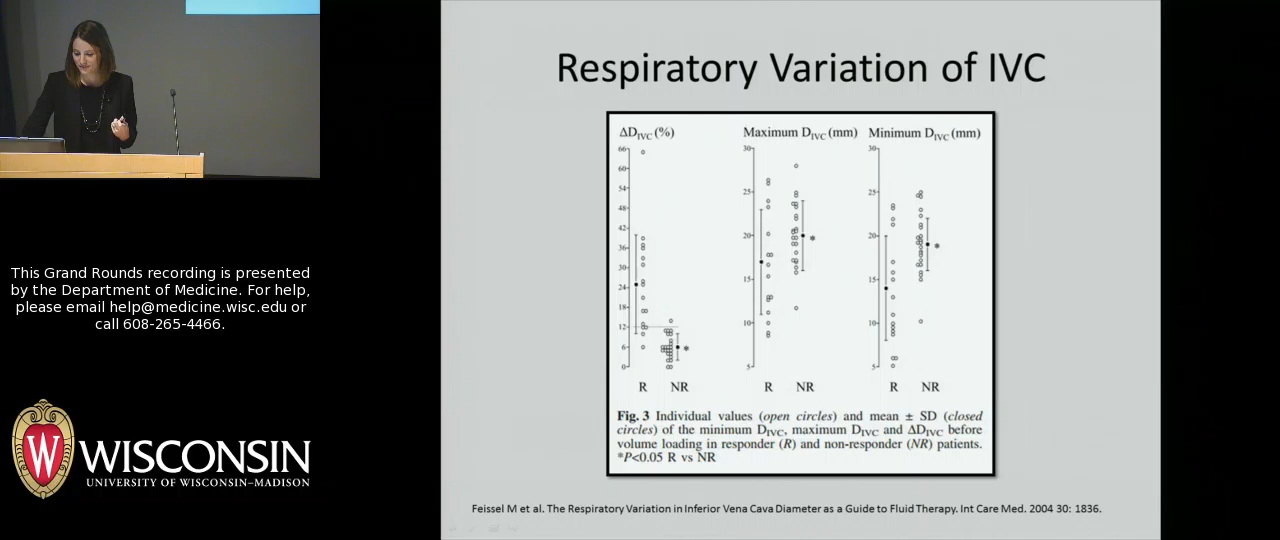 Respiratory Variation of IVC
ΔD_IVC (%)
Maximum D_IVC (mm)
Minimum D_IVC (mm)
66
60
54
48
42
36
30
24
18
12
6
0
R
NR
*
30
25
20
15
10
5
R
NR
*
30
25
20
15
10
5
R
NR
*
Fig. 3 Individual values (open circles) and mean ± SD (closed
circles) of the minimum D_IVC, maximum D_IVC and ΔD_IVC before
volume loading in responder (R) and non-responder (NR) patients.
*P<0.05 R vs NR
Feissel M et al. The Respiratory Variation in Inferior Vena Cava Diameter as a Guide to Fluid Therapy. Int Care Med. 2004 30: 1836.
This Grand Rounds recording is presented
by the Department of Medicine. For help,
please email help@medicine.wisc.edu or
call 608-265-4466.
W
WISCONSIN
UNIVERSITY OF WISCONSIN–MADISON